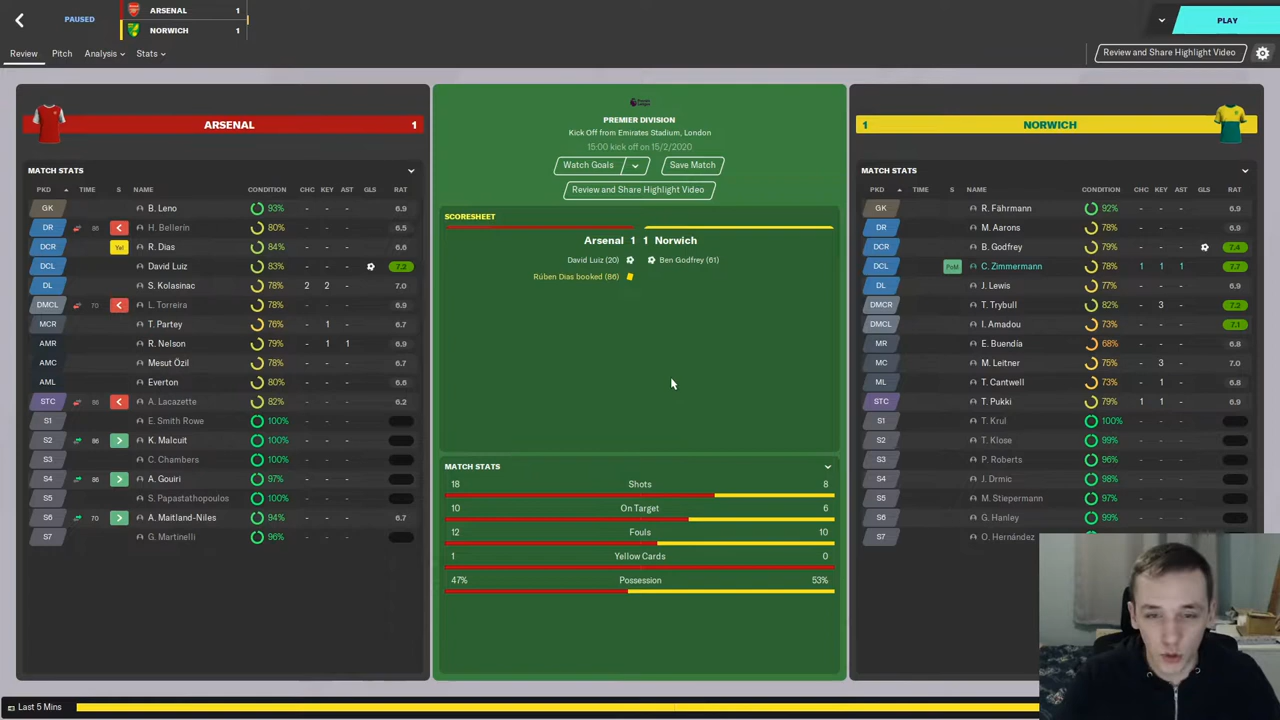 PAUSED
ARSENAL 1
NORWICH 1
PLAY
Review Pitch Analysis Stats
Review and Share Highlight Video
ARSENAL 1
MATCH STATS
PKD TIME S NAME CONDITION CHC KEY AST GLS RAT
GK B. Leno 93% - - - 6.9
DR 86 H. Bellerín 80% - - - 6.5
DCR Yel R. Dias 84% - - - 6.6
DCL David Luiz 83% - - - 7.2
DL S. Kolasinac 78% 2 2 - 7.0
DMCL 70 L. Torreira 78% - - - 6.9
MCR T. Partey 76% - 1 - 6.7
AMR R. Nelson 79% - 1 1 6.9
AMC Mesut Özil 78% - - - 6.7
AML Everton 80% - - - 6.6
STC 86 A. Lacazette 82% - - - 6.2
S1 E. Smith Rowe 100%
S2 86 K. Malcuit 100% - - -
S3 C. Chambers 100%
S4 86 A. Gouiri 97% - - -
S5 S. Papastathopoulos 100%
S6 70 A. Maitland-Niles 94% - - - 6.7
S7 G. Martinelli 96%
Premier League
PREMIER DIVISION
Kick Off from Emirates Stadium, London
15:00 kick off on 15/2/2020
Watch Goals Save Match
Review and Share Highlight Video
SCORESHEET
Arsenal 1 1 Norwich
David Luiz (20) Ben Godfrey (61)
Rúben Dias booked (86)
MATCH STATS
18 Shots 8
10 On Target 6
12 Fouls 10
1 Yellow Cards 0
47% Possession 53%
1 NORWICH
MATCH STATS
PKD TIME S NAME CONDITION CHC KEY AST GLS RAT
GK R. Fährmann 92% - - - 6.9
DR M. Aarons 78% - - - 6.9
DCR B. Godfrey 79% - - - 7.4
DCL PoM C. Zimmermann 78% 1 1 1 7.7
DL J. Lewis 77% - - - 6.9
DMCR T. Trybull 82% - 3 - 7.2
DMCL I. Amadou 73% - - - 7.1
MR E. Buendía 68% - - - 6.8
MC M. Leitner 75% - 3 - 7.0
ML T. Cantwell 73% - 1 - 6.8
STC T. Pukki 79% 1 1 - 6.9
S1 T. Krul 100%
S2 T. Klose 99%
S3 P. Roberts 96%
S4 J. Drmic 98%
S5 M. Stiepermann 97%
S6 G. Hanley 99%
S7 O. Hernández
Last 5 Mins